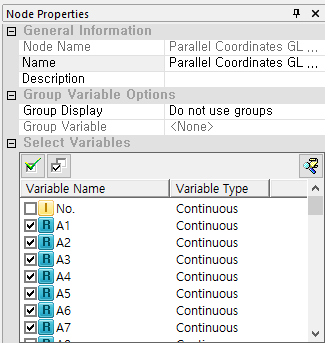 Node Properties
General Information
Node Name Parallel Coordinates GL ...
Name Parallel Coordinates GL ...
Description
Group Variable Options
Group Display Do not use groups
Group Variable <None>
Select Variables
Variable Name Variable Type
I No. Continuous
R A1 Continuous
R A2 Continuous
R A3 Continuous
R A4 Continuous
R A5 Continuous
R A6 Continuous
R A7 Continuous